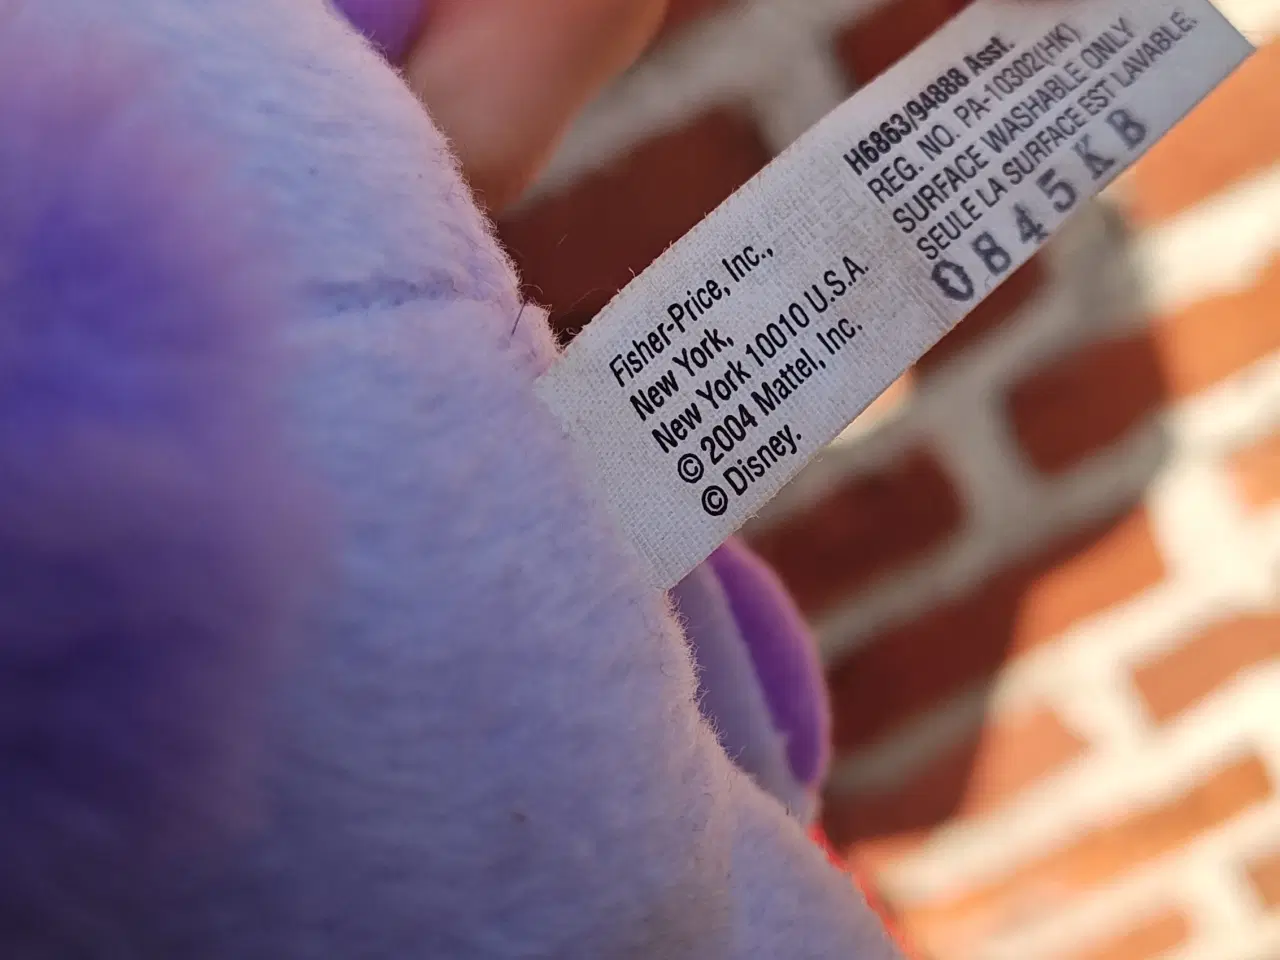 Fisher-Price, Inc.,
New York,
New York 10010 U.S.A.
© 2004 Mattel, Inc.
© Disney.
H6863/94888 Asst.
REG. NO. PA-10302(HK)
SURFACE WASHABLE ONLY
SEULE LA SURFACE EST LAVABLE.
0845KB